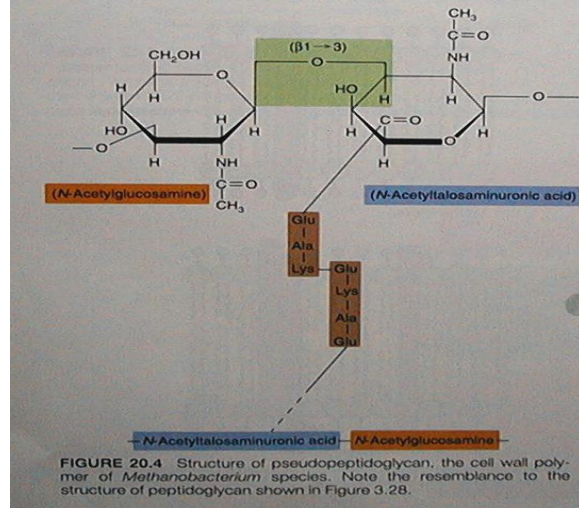 CH3
C=O
NH
(β1→3)
CH2OH
O
O
H
H
H
HO
H
H
O
H
C=O
HO
H
H
H
O
O
H
H
NH
C=O
CH3
(N-Acetylglucosamine)
(N-Acetyltalosaminuronic acid)
Glu
Ala
Lys
Glu
Lys
Ala
Glu
N-Acetyltalosaminuronic acid
N-Acetylglucosamine
FIGURE 20.4 Structure of pseudopeptidoglycan, the cell wall poly-
mer of Methanobacterium species. Note the resemblance to the
structure of peptidoglycan shown in Figure 3.28.